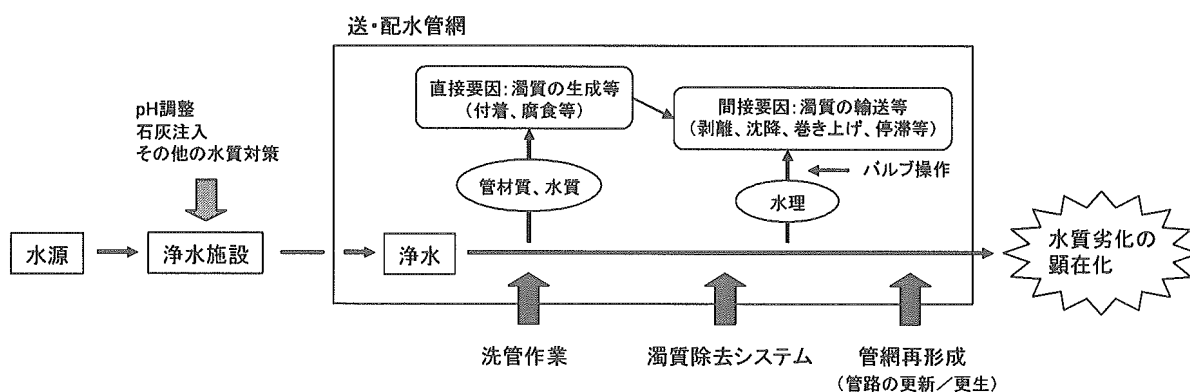 送・配水管網
直接要因:濁質の生成等
(付着、腐食等)
間接要因:濁質の輸送等
(剥離、沈降、巻き上げ、停滞等)
pH調整
石灰注入
その他の水質対策
管材質、水質
バルブ操作
水理
水源
浄水施設
浄水
水質劣化の
顕在化
洗管作業
濁質除去システム
管網再形成
(管路の更新/更生)